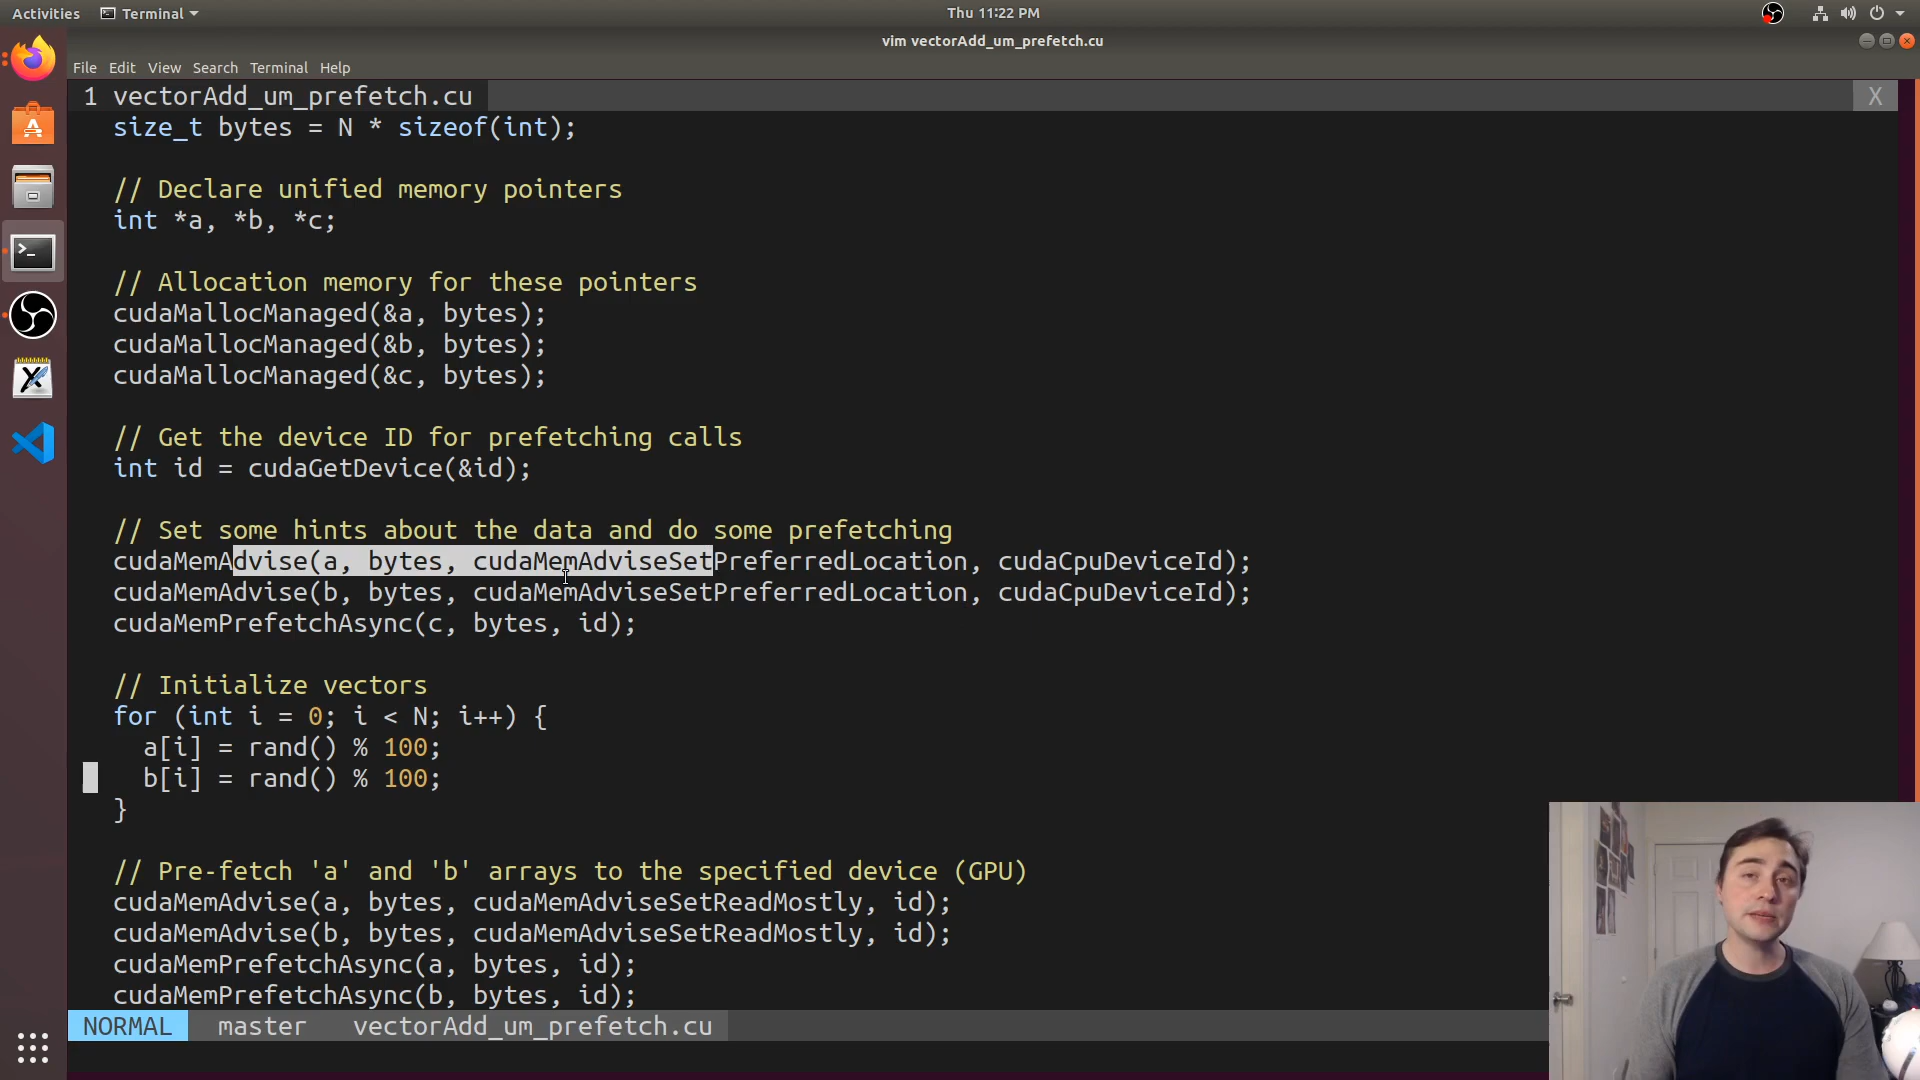 Activities
Terminal
Thu 11:22 PM
vim vectorAdd_um_prefetch.cu
File Edit View Search Terminal Help
1 vectorAdd_um_prefetch.cu X
size_t bytes = N * sizeof(int);
// Declare unified memory pointers
int *a, *b, *c;
// Allocation memory for these pointers
cudaMallocManaged(&a, bytes);
cudaMallocManaged(&b, bytes);
cudaMallocManaged(&c, bytes);
// Get the device ID for prefetching calls
int id = cudaGetDevice(&id);
// Set some hints about the data and do some prefetching
cudaMemAdvise(a, bytes, cudaMemAdviseSetPreferredLocation, cudaCpuDeviceId);
cudaMemAdvise(b, bytes, cudaMemAdviseSetPreferredLocation, cudaCpuDeviceId);
cudaMemPrefetchAsync(c, bytes, id);
// Initialize vectors
for (int i = 0; i < N; i++) {
a[i] = rand() % 100;
b[i] = rand() % 100;
}
// Pre-fetch 'a' and 'b' arrays to the specified device (GPU)
cudaMemAdvise(a, bytes, cudaMemAdviseSetReadMostly, id);
cudaMemAdvise(b, bytes, cudaMemAdviseSetReadMostly, id);
cudaMemPrefetchAsync(a, bytes, id);
cudaMemPrefetchAsync(b, bytes, id);
NORMAL master vectorAdd_um_prefetch.cu